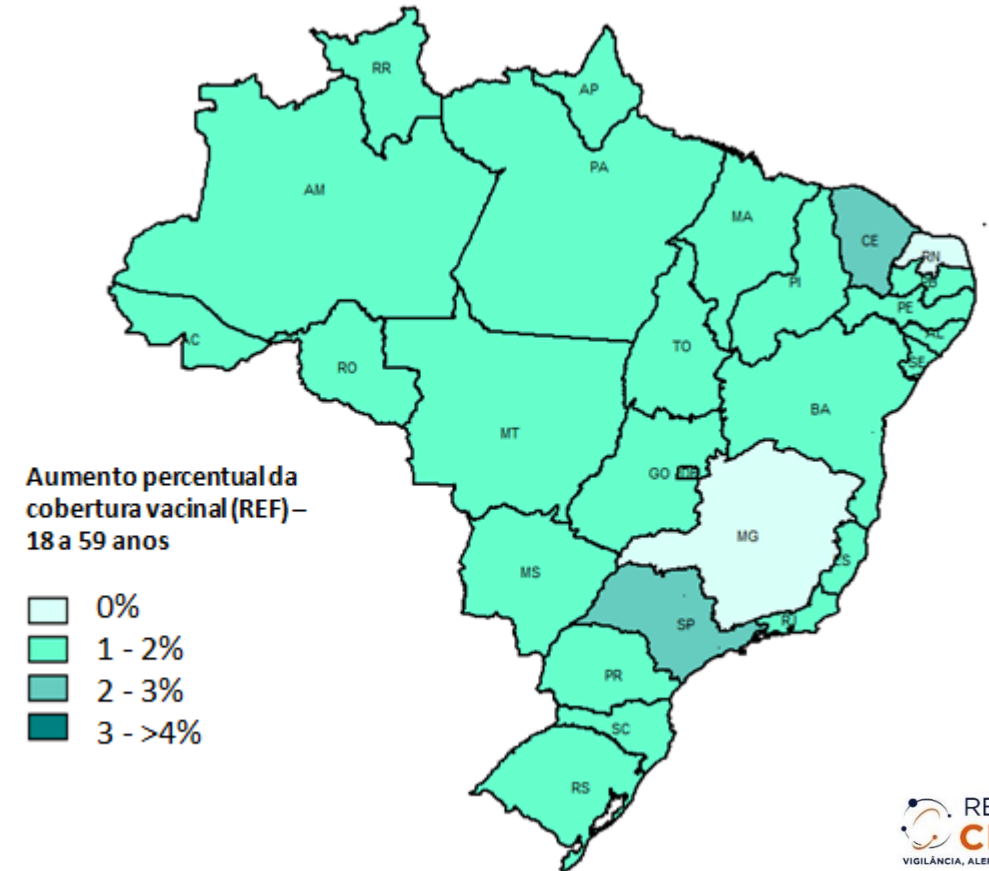 RR
AP
AM
PA
MA
CE
RN
PI
PB
PE
AL
SE
AC
RO
TO
BA
MT
GO
DF
MG
ES
MS
SP
RJ
PR
SC
RS
Aumento percentual da
cobertura vacinal (REF) –
18 a 59 anos
0%
1 - 2%
2 - 3%
3 - >4%